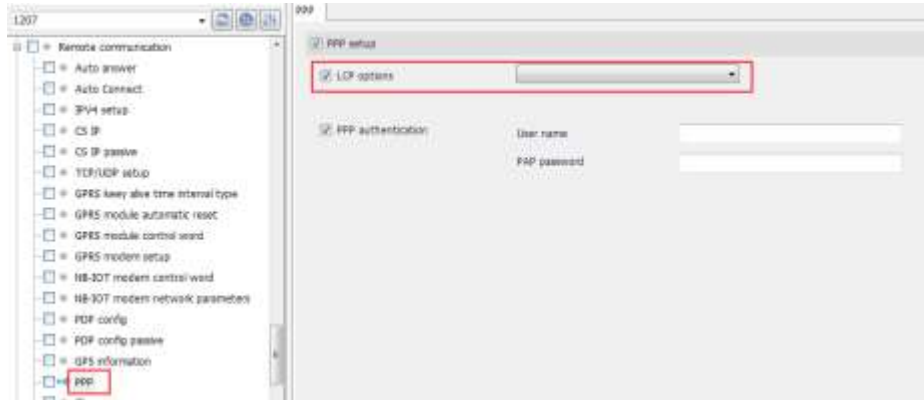 1207
Remote communication
Auto answer
Auto Connect
IPV4 setup
CS IP
CS IP passive
TCP/UDP setup
GPRS keey alive time interval type
GPRS module automatic reset
GPRS module control word
GPRS modem setup
NB-IOT modem control word
NB-IOT modem network parameters
PDP config
PDP config passive
GPS information
PPP
PPP
PPP setup
LCP options
PPP authentication
User name
PAP password